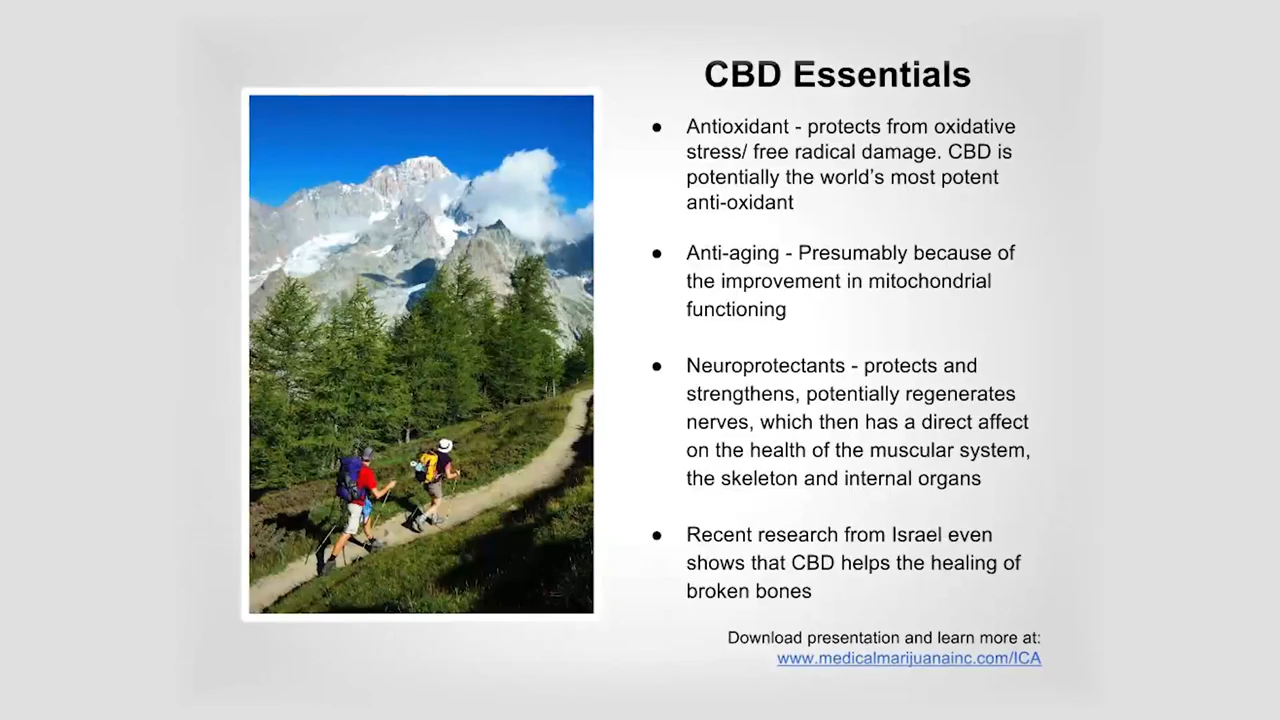 CBD Essentials
● Antioxidant - protects from oxidative
stress/ free radical damage. CBD is
potentially the world's most potent
anti-oxidant
● Anti-aging - Presumably because of
the improvement in mitochondrial
functioning
● Neuroprotectants - protects and
strengthens, potentially regenerates
nerves, which then has a direct affect
on the health of the muscular system,
the skeleton and internal organs
● Recent research from Israel even
shows that CBD helps the healing of
broken bones
Download presentation and learn more at:
www.medicalmarijuanainc.com/ICA